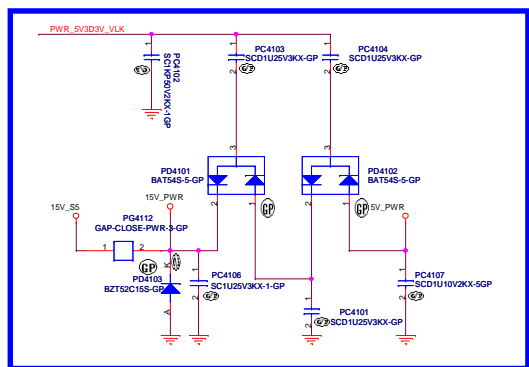 PWR_5V3D3V_VLK
1
PC4102
SC1KP50V2KX-1GP
2
1
PC4103
SCD1U25V3KX-GP
2
1
PC4104
SCD1U25V3KX-GP
2
3
PD4101
BAT54S-5-GP
2
1
GP
3
PD4102
BAT54S-5-GP
2
1
GP
15V_S5
15V_PWR
5V_PWR
PG4112
GAP-CLOSE-PWR-3-GP
1
2
GP
K
PD4103
BZT52C15S-GP
A
1
PC4106
SC1U25V3KX-1-GP
2
1
PC4101
SCD1U25V3KX-GP
2
1
PC4107
SCD1U10V2KX-5GP
2